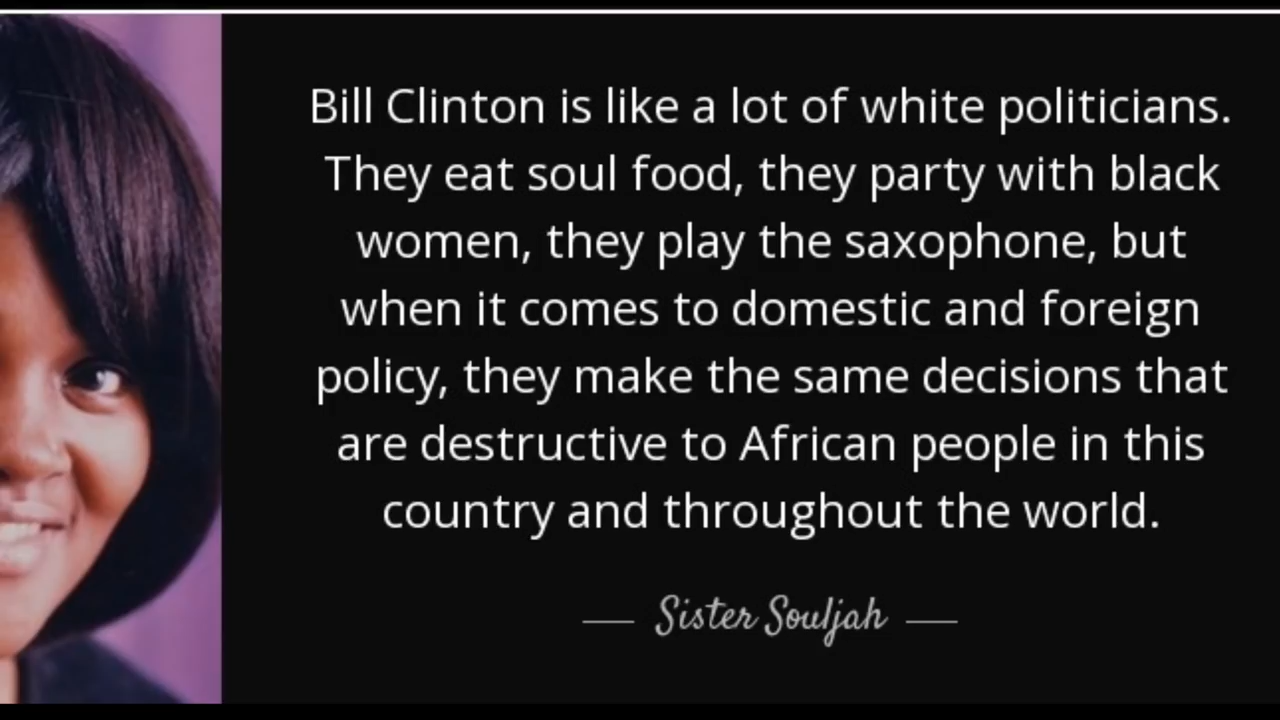 Bill Clinton is like a lot of white politicians.
They eat soul food, they party with black
women, they play the saxophone, but
when it comes to domestic and foreign
policy, they make the same decisions that
are destructive to African people in this
country and throughout the world.
Sister Souljah